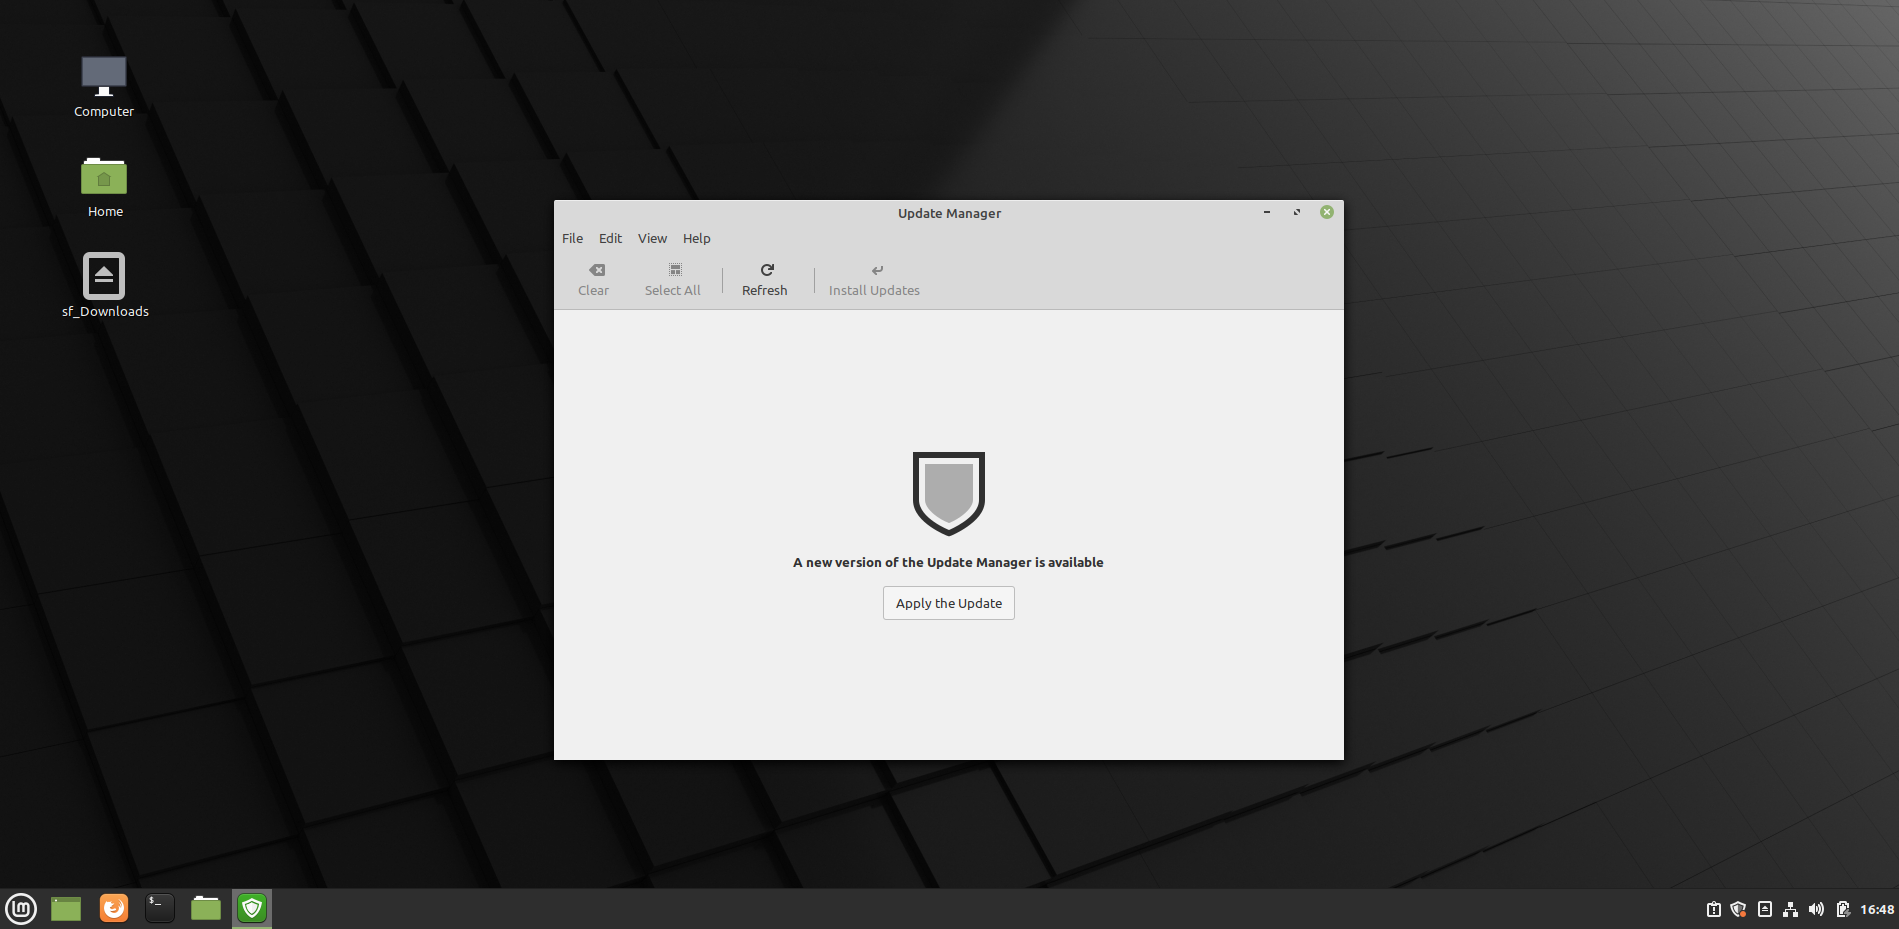 Computer
Home
sf_Downloads
Update Manager
File Edit View Help
Clear Select All Refresh Install Updates
A new version of the Update Manager is available
Apply the Update
$_
lm
16:48